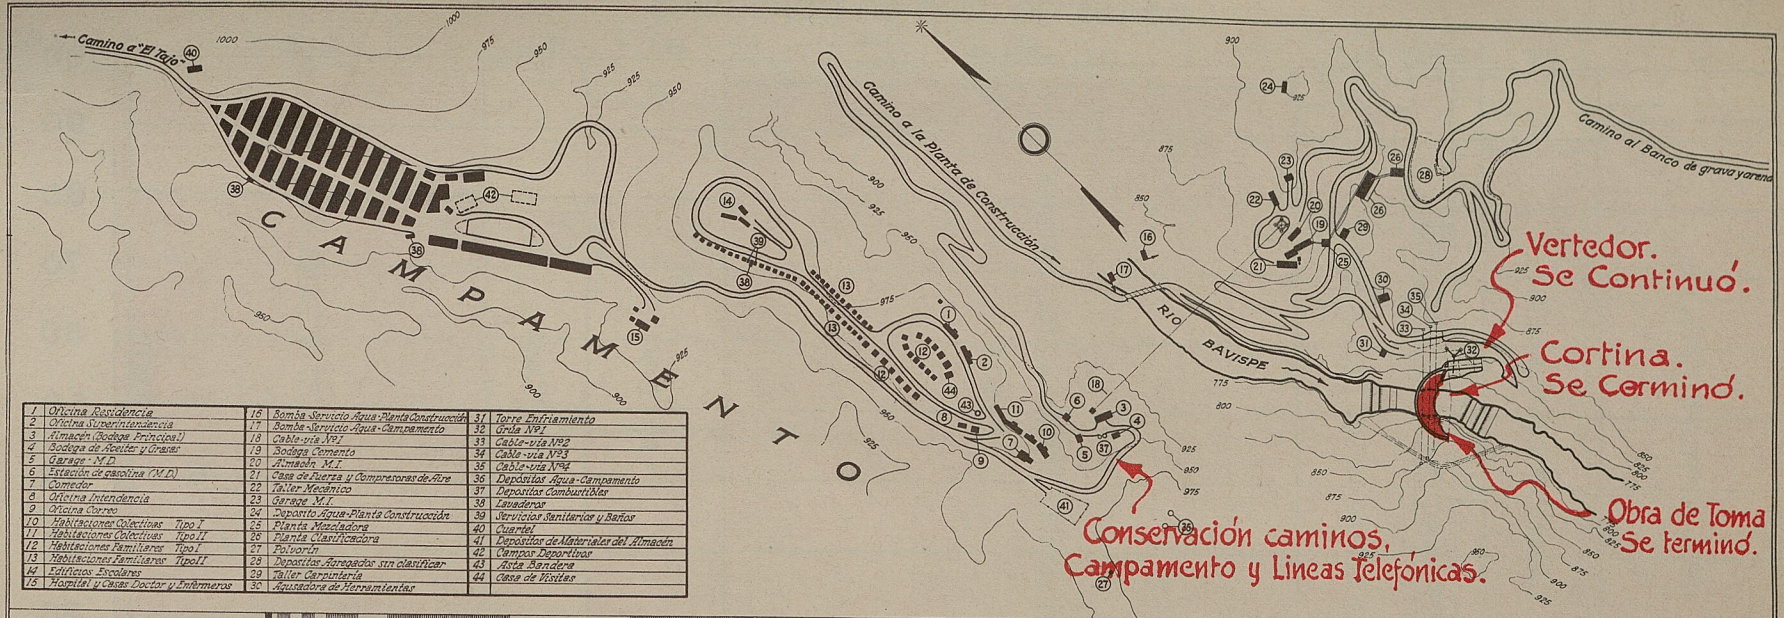 Camino a "El Tajo"
CAMPAMENTO
Camino a la Planta de Construcción
RIO BAVISPE
Camino al Banco de grava y arena
Vertedor.
Se Continuó.
Cortina.
Se Corminó.
Obra de Toma
Se terminó.
Conservación caminos,
Campamento y Lineas Telefónicas.
1 Oficina Residencia
2 Oficina Superintendencia
3 Almacén (Bodega Principal)
4 Bodega de Aceites y Grasas
5 Garage - M.D.
6 Estación de gasolina (M.D.)
7 Comedor
8 Oficina Intendencia
9 Oficina Correo
10 Habitaciones Colectivas Tipo I
11 Habitaciones Colectivas Tipo II
12 Habitaciones Familiares Tipo I
13 Habitaciones Familiares Tipo II
14 Edificios Escolares
15 Hospital y Casas Doctor y Enfermeros
16 Bomba-Servicio Agua-Planta Construcción
17 Bomba-Servicio Agua-Campamento
18 Cable-via Nº1
19 Bodega Cemento
20 Almacén M.I.
21 Casa de Fuerza y Compresoras de Aire
22 Taller Mecánico
23 Garage M.I.
24 Deposito Agua-Planta Construcción
25 Planta Mezcladora
26 Planta Clasificadora
27 Polvorín
28 Depositos Agregados sin clasificar
29 Taller Carpinteria
30 Aguzadora de Herramientas
31 Torre Enfriamiento
32 Grúa Nº1
33 Cable-via Nº2
34 Cable-via Nº3
35 Cable-via Nº4
36 Depósitos Agua-Campamento
37 Depósitos Combustibles
38 Lavaderos
39 Servicios Sanitarios y Baños
40 Cuartel
41 Depósitos de Materiales del Almacén
42 Campos Deportivos
43 Asta Bandera
44 Casa de Visitas